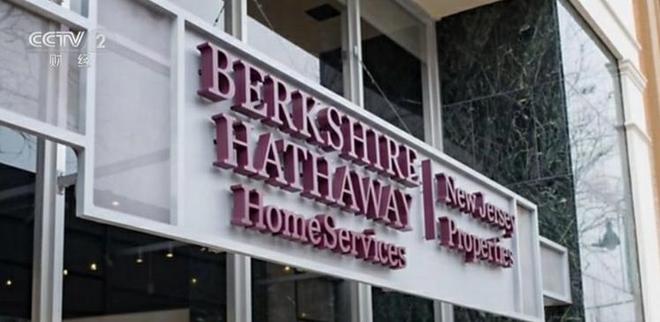 CCTV 2
财经
BERKSHIRE
HATHAWAY
HomeServices
New Jersey
Properties